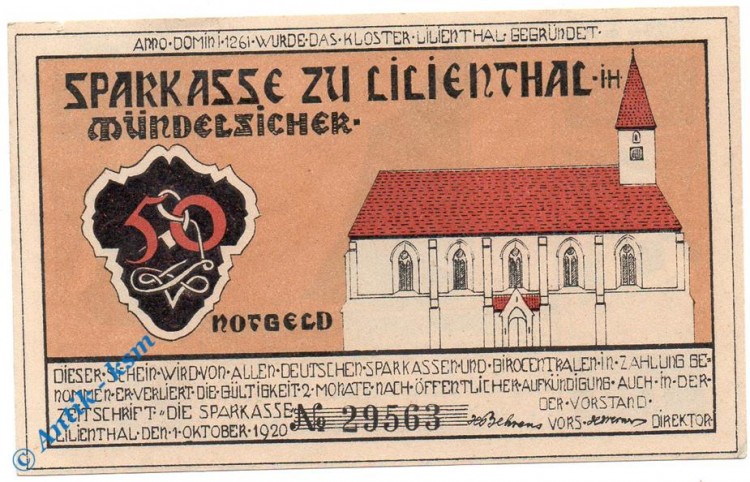 ANNO·DOMINI·1261·WURDE·DAS·KLOSTER·LILIENTHAL·GEGRÜNDET·
SPARKASSE ZU LILIENTHAL·IH·
MÜNDELSICHER·
50
NOTGELD
DIESER·SCHEIN·WIRD·VON·ALLEN·DEUTSCHEN·SPARKASSEN·UND·GIROCENTRALEN·IN·ZAHLUNG GE-
NOMMEN·ER·VERLIERT·DIE·GÜLTIGKEIT·2·MONATE·NACH·ÖFFENTLICHER·AUFKÜNDIGUNG·AUCH·IN·DER·
ZEITSCHRIFT·„DIE SPARKASSE DER·VORSTAND·
LILIENTHAL·DEN·1·OKTOBER·1920 No 29563 Behrens VORS· DIREKTOR
© Antik - ksm